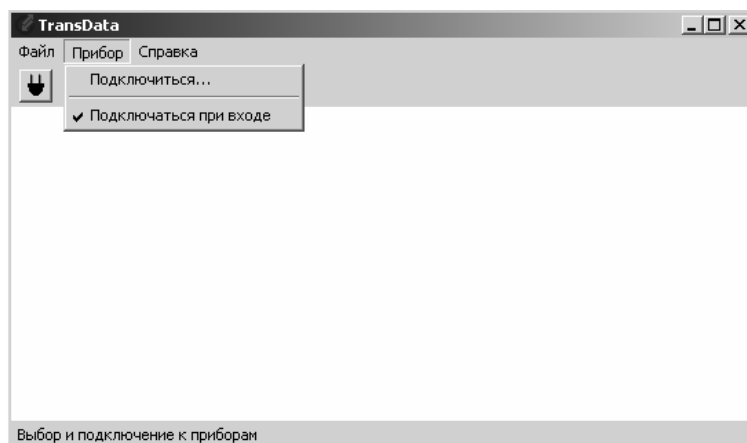 TransData
Файл Прибор Справка
Подключиться...
Подключаться при входе
Выбор и подключение к приборам